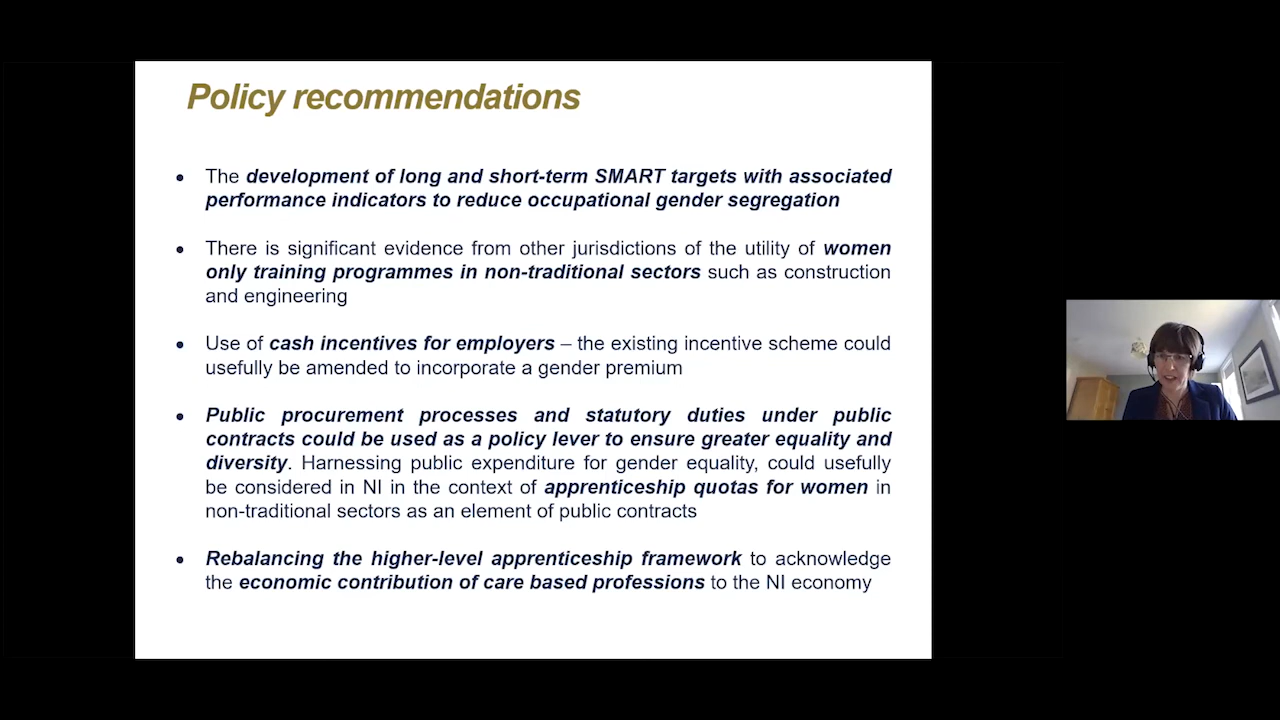 Policy recommendations
• The development of long and short-term SMART targets with associated
performance indicators to reduce occupational gender segregation
• There is significant evidence from other jurisdictions of the utility of women
only training programmes in non-traditional sectors such as construction
and engineering
• Use of cash incentives for employers – the existing incentive scheme could
usefully be amended to incorporate a gender premium
• Public procurement processes and statutory duties under public
contracts could be used as a policy lever to ensure greater equality and
diversity. Harnessing public expenditure for gender equality, could usefully
be considered in NI in the context of apprenticeship quotas for women in
non-traditional sectors as an element of public contracts
• Rebalancing the higher-level apprenticeship framework to acknowledge
the economic contribution of care based professions to the NI economy